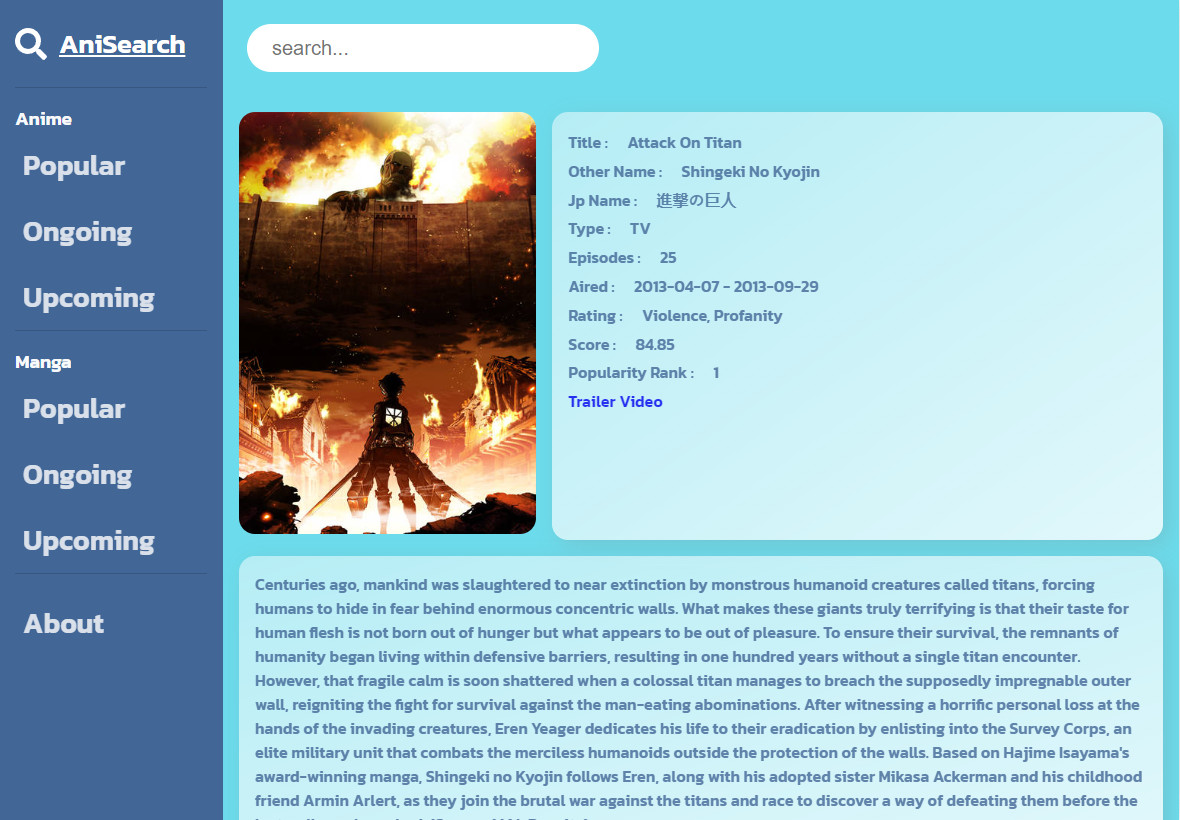 AniSearch
Anime
Popular
Ongoing
Upcoming
Manga
Popular
Ongoing
Upcoming
About
search...
Title : Attack On Titan
Other Name : Shingeki No Kyojin
Jp Name : 進撃の巨人
Type : TV
Episodes : 25
Aired : 2013-04-07 - 2013-09-29
Rating : Violence, Profanity
Score : 84.85
Popularity Rank : 1
Trailer Video
Centuries ago, mankind was slaughtered to near extinction by monstrous humanoid creatures called titans, forcing
humans to hide in fear behind enormous concentric walls. What makes these giants truly terrifying is that their taste for
human flesh is not born out of hunger but what appears to be out of pleasure. To ensure their survival, the remnants of
humanity began living within defensive barriers, resulting in one hundred years without a single titan encounter.
However, that fragile calm is soon shattered when a colossal titan manages to breach the supposedly impregnable outer
wall, reigniting the fight for survival against the man-eating abominations. After witnessing a horrific personal loss at the
hands of the invading creatures, Eren Yeager dedicates his life to their eradication by enlisting into the Survey Corps, an
elite military unit that combats the merciless humanoids outside the protection of the walls. Based on Hajime Isayama's
award-winning manga, Shingeki no Kyojin follows Eren, along with his adopted sister Mikasa Ackerman and his childhood
friend Armin Arlert, as they join the brutal war against the titans and race to discover a way of defeating them before the